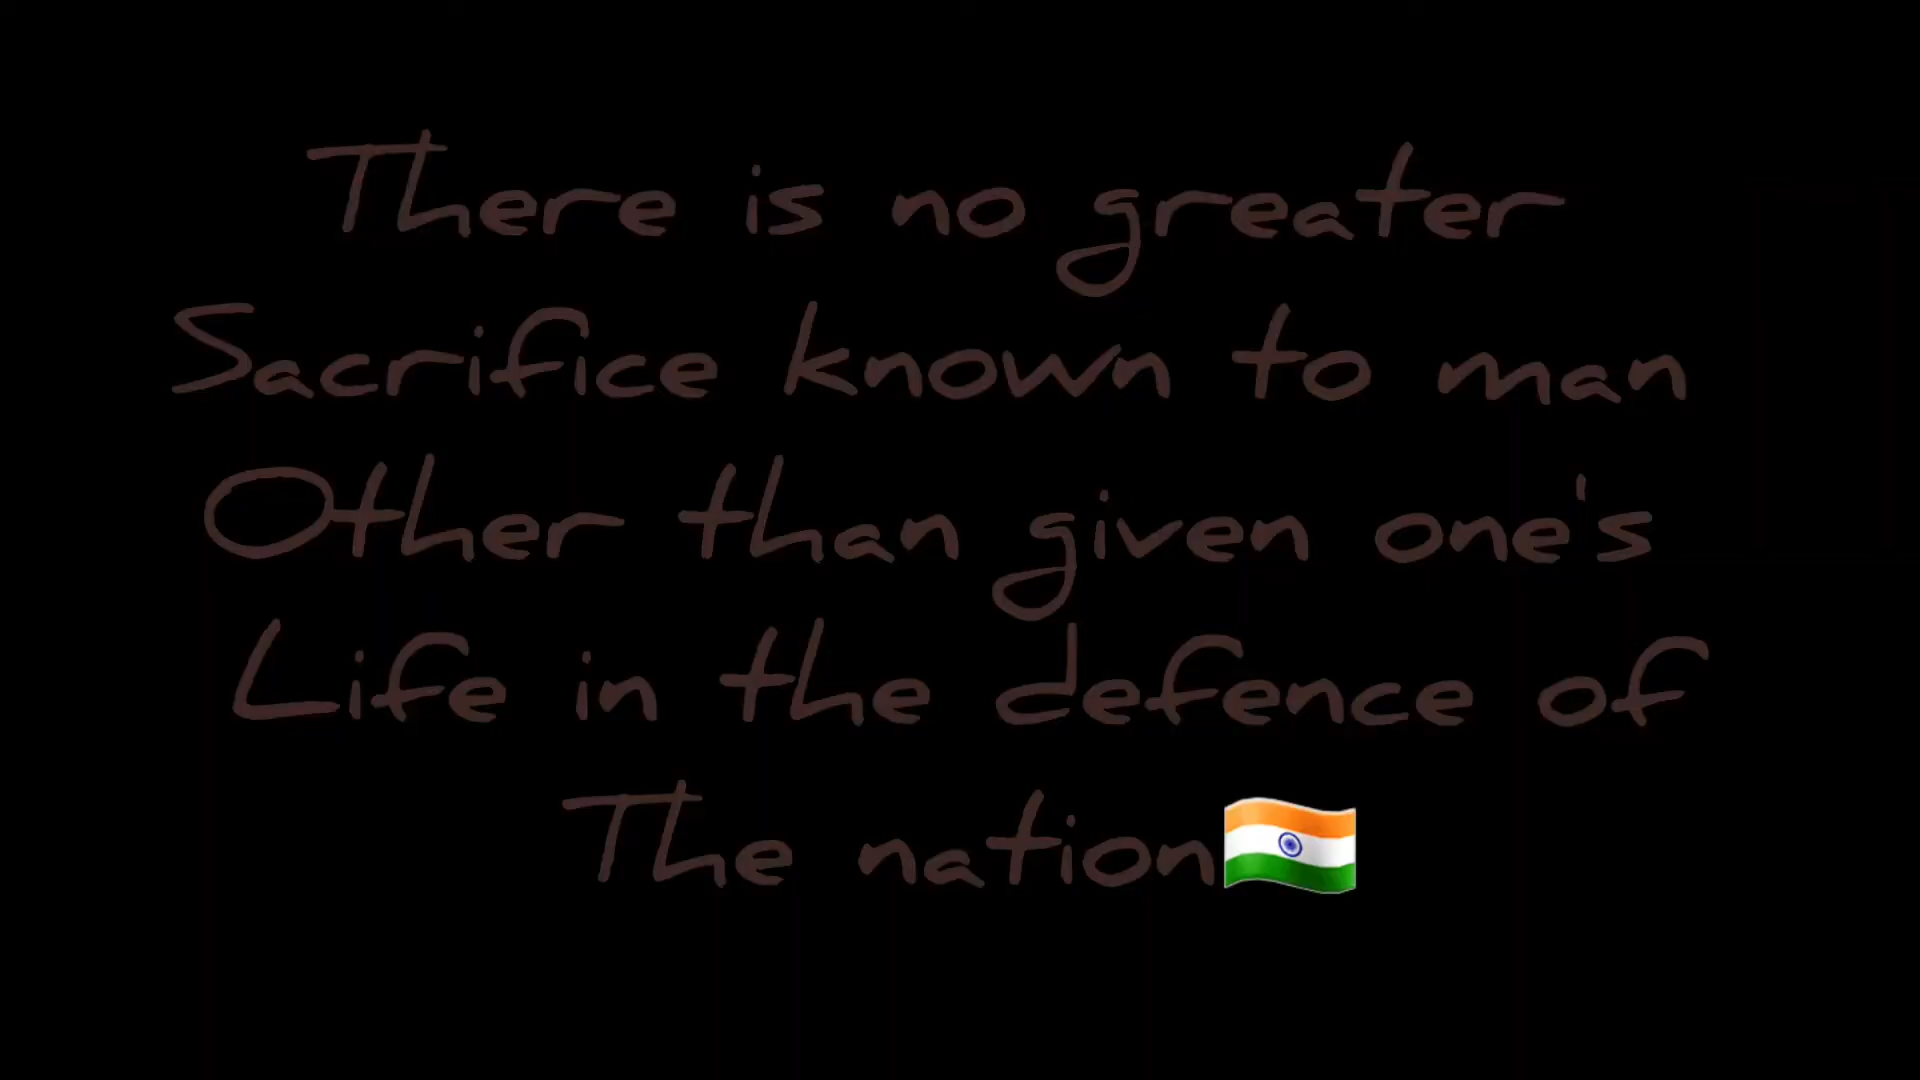 There is no greater
Sacrifice known to man
Other than given one's
Life in the defence of
The nation🇮🇳